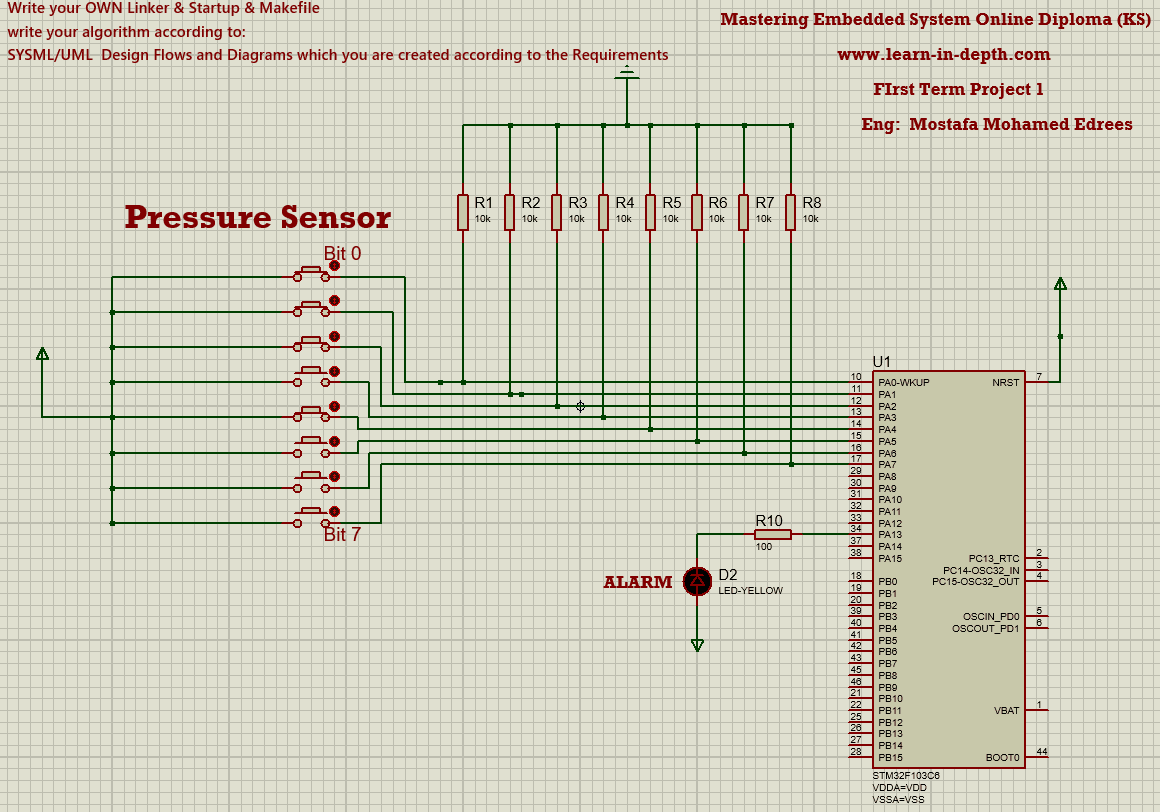 Write your OWN Linker & Startup & Makefile
write your algorithm according to:
SYSML/UML  Design Flows and Diagrams which you are created according to the Requirements
Mastering Embedded System Online Diploma (KS)
www.learn-in-depth.com
FIrst Term Project 1
Eng:  Mostafa Mohamed Edrees
R1
10k
R2
10k
R3
10k
R4
10k
R5
10k
R6
10k
R7
10k
R8
10k
Pressure Sensor
Bit 0
Bit 7
R10
100
ALARM
D2
LED-YELLOW
U1
10 PA0-WKUP
11 PA1
12 PA2
13 PA3
14 PA4
15 PA5
16 PA6
17 PA7
29 PA8
30 PA9
31 PA10
32 PA11
33 PA12
34 PA13
37 PA14
38 PA15
18 PB0
19 PB1
20 PB2
39 PB3
40 PB4
41 PB5
42 PB6
43 PB7
45 PB8
46 PB9
21 PB10
22 PB11
25 PB12
26 PB13
27 PB14
28 PB15
NRST 7
PC13_RTC 2
PC14-OSC32_IN 3
PC15-OSC32_OUT 4
OSCIN_PD0 5
OSCOUT_PD1 6
VBAT 1
BOOT0 44
STM32F103C6
VDDA=VDD
VSSA=VSS